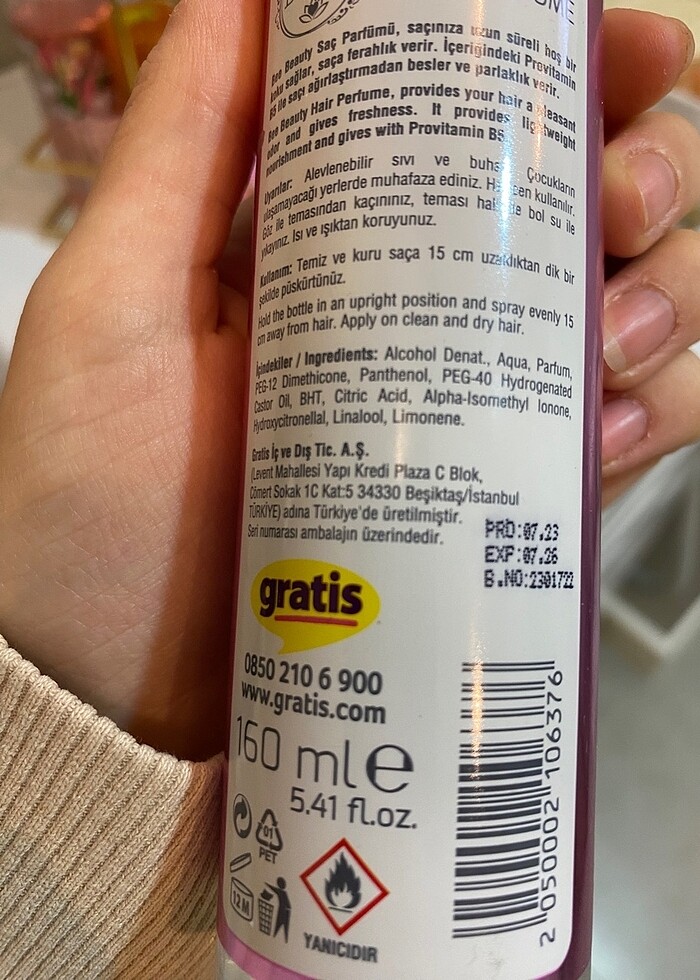 Bee Beauty Saç Parfümü, saçınıza uzun süreli hoş bir
koku sağlar, saça ferahlık verir. İçeriğindeki Provitamin
B5 ile saçı ağırlaştırmadan besler ve parlaklık verir.
Bee Beauty Hair Perfume, provides your hair a pleasant
odor and gives freshness. It provides lightweight
nourishment and gives with Provitamin B5
Uyarılar: Alevlenebilir sıvı ve buhar. Çocukların
ulaşamayacağı yerlerde muhafaza ediniz. Haricen kullanılır.
Göz ile temasından kaçınınız, teması halinde bol su ile
yıkayınız. Isı ve ışıktan koruyunuz.
Kullanım: Temiz ve kuru saça 15 cm uzaklıktan dik bir
şekilde püskürtünüz.
Hold the bottle in an upright position and spray evenly 15
cm away from hair. Apply on clean and dry hair.
İçindekiler / Ingredients: Alcohol Denat., Aqua, Parfum,
PEG-12 Dimethicone, Panthenol, PEG-40 Hydrogenated
Castor Oil, BHT, Citric Acid, Alpha-Isomethyl Ionone,
Hydroxycitronellal, Linalool, Limonene.
Gratis İç ve Dış Tic. A.Ş.
(Levent Mahallesi Yapı Kredi Plaza C Blok,
Cömert Sokak 1C Kat:5 34330 Beşiktaş/İstanbul
TÜRKİYE) adına Türkiye'de üretilmiştir.
Seri numarası ambalajın üzerindedir.
PRD:07.23
EXP:07.26
B.NO:2301722
gratis
0850 210 6 900
www.gratis.com
160 ml e
5.41 fl.oz.
01
PET
12 M
YANICIDIR
2 050002 106376